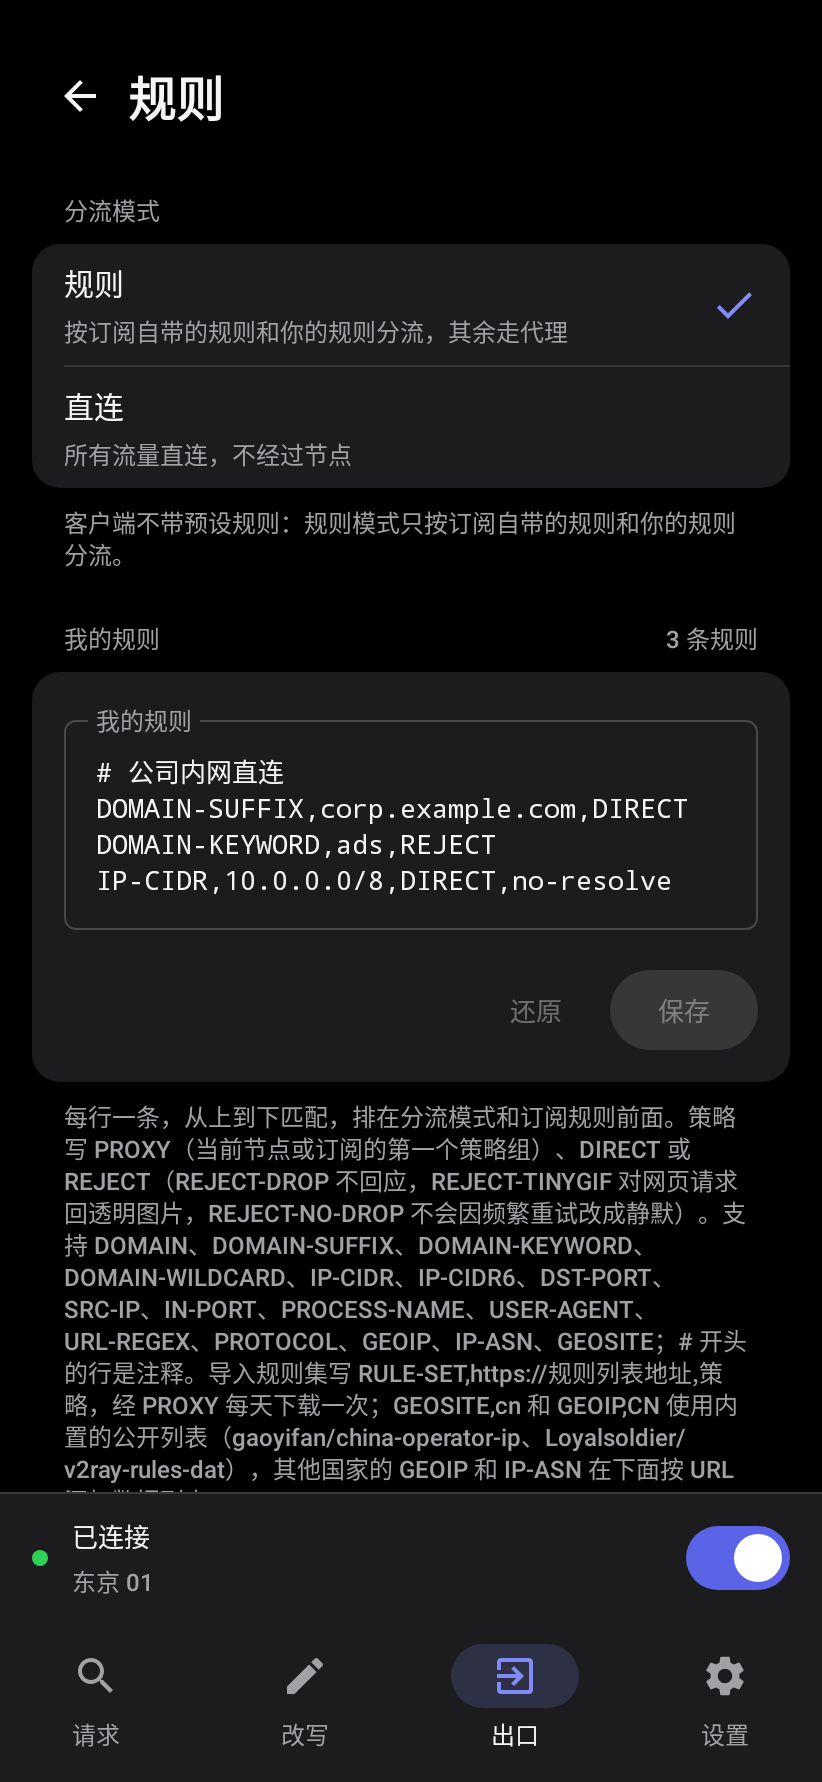 规则
分流模式
规则
按订阅自带的规则和你的规则分流，其余走代理
直连
所有流量直连，不经过节点
客户端不带预设规则：规则模式只按订阅自带的规则和你的规则
分流。
我的规则
3 条规则
我的规则
# 公司内网直连
DOMAIN-SUFFIX,corp.example.com,DIRECT
DOMAIN-KEYWORD,ads,REJECT
IP-CIDR,10.0.0.0/8,DIRECT,no-resolve
还原
保存
每行一条，从上到下匹配，排在分流模式和订阅规则前面。策略
写 PROXY（当前节点或订阅的第一个策略组）、DIRECT 或
REJECT（REJECT-DROP 不回应，REJECT-TINYGIF 对网页请求
回透明图片，REJECT-NO-DROP 不会因频繁重试改成静默）。支
持 DOMAIN、DOMAIN-SUFFIX、DOMAIN-KEYWORD、
DOMAIN-WILDCARD、IP-CIDR、IP-CIDR6、DST-PORT、
SRC-IP、IN-PORT、PROCESS-NAME、USER-AGENT、
URL-REGEX、PROTOCOL、GEOIP、IP-ASN、GEOSITE；# 开头
的行是注释。导入规则集写 RULE-SET,https://规则列表地址,策
略，经 PROXY 每天下载一次；GEOSITE,cn 和 GEOIP,CN 使用内
置的公开列表（gaoyifan/china-operator-ip、Loyalsoldier/
v2ray-rules-dat），其他国家的 GEOIP 和 IP-ASN 在下面按 URL
已连接
东京 01
请求
改写
出口
设置